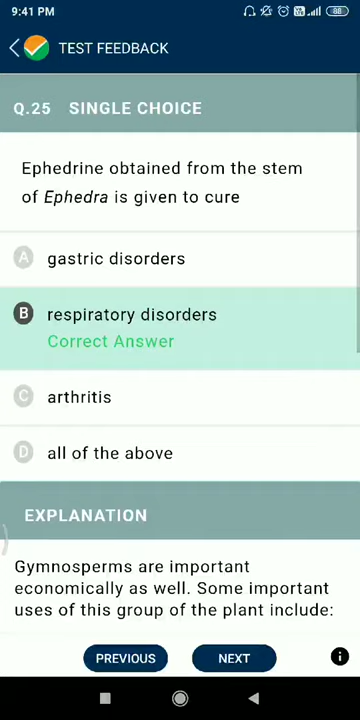 9:41 PM
88
TEST FEEDBACK
Q.25 SINGLE CHOICE
Ephedrine obtained from the stem
of Ephedra is given to cure
A gastric disorders
B respiratory disorders
Correct Answer
C arthritis
D all of the above
EXPLANATION
Gymnosperms are important
economically as well. Some important
uses of this group of the plant include:
PREVIOUS NEXT